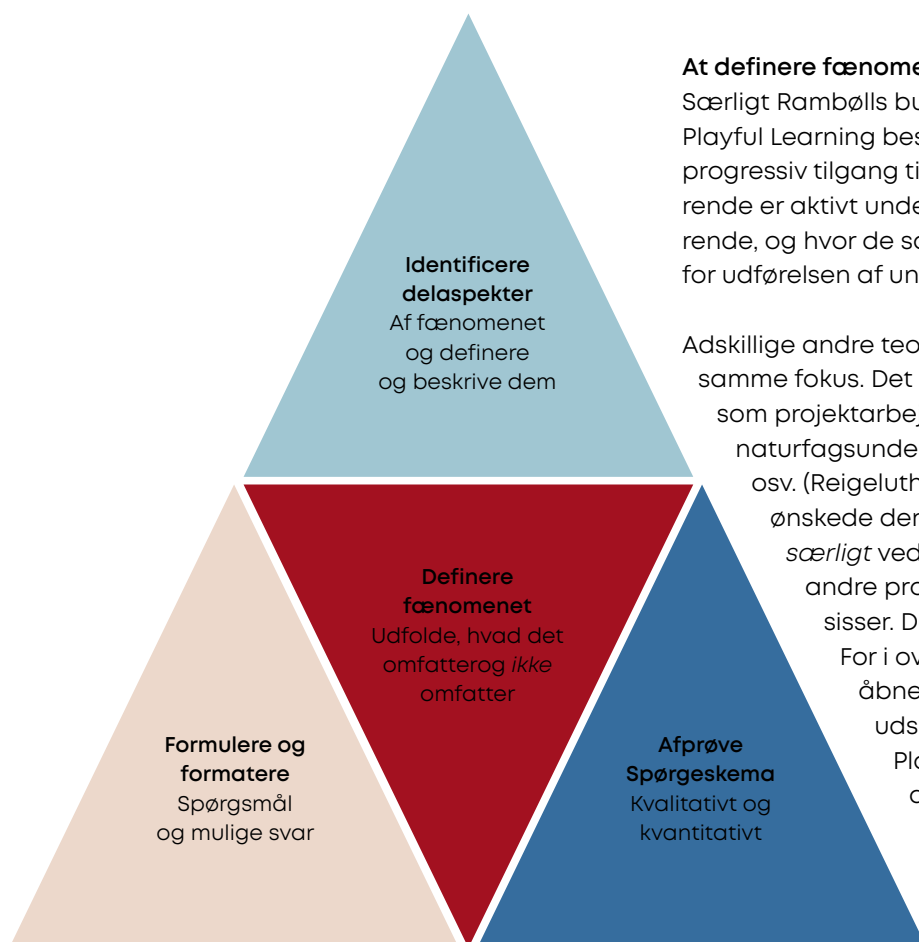 Identificere
delaspekter
Af fænomenet
og definere
og beskrive dem
Definere
fænomenet
Udfolde, hvad det
omfatterog ikke
omfatter
Formulere og
formatere
Spørgsmål
og mulige svar
Afprøve
Spørgeskema
Kvalitativt og
kvantitativt
At definere fænome
Særligt Rambølls bu
Playful Learning bes
progressiv tilgang ti
rende er aktivt unde
rende, og hvor de sa
for udførelsen af un
Adskillige andre teo
samme fokus. Det
som projektarbej
naturfagsunde
osv. (Reigeluth
ønskede der
særligt ved
andre pro
sisser. D
For i ov
åbne
uds
Pla